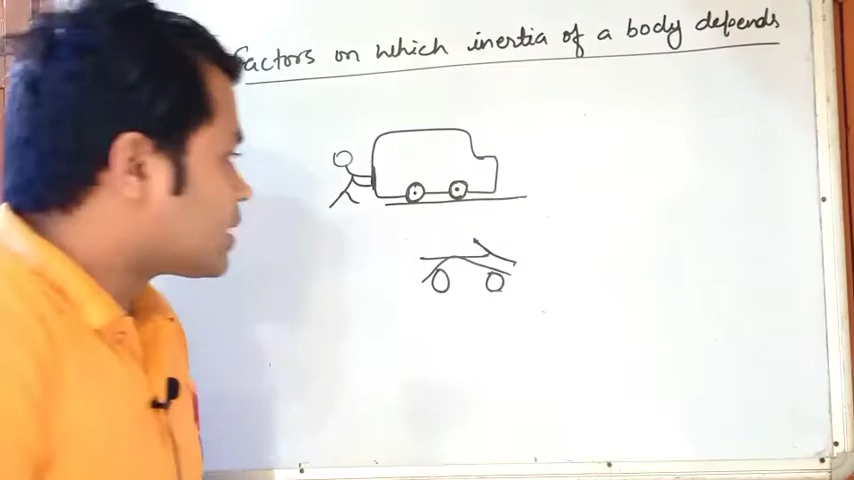 Factors on which inertia of a body depends